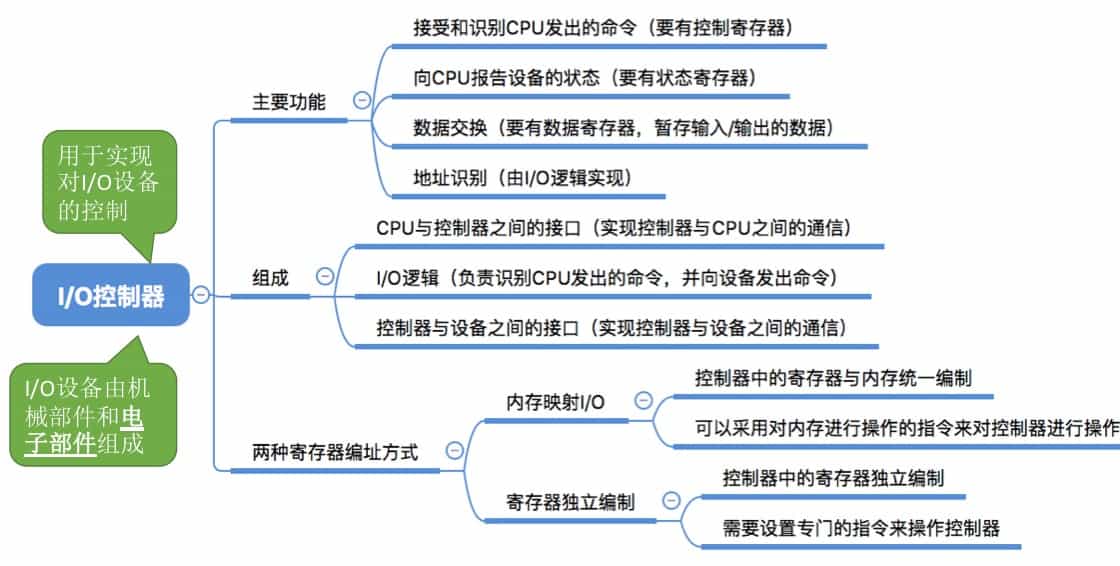 接受和识别CPU发出的命令（要有控制寄存器）
向CPU报告设备的状态（要有状态寄存器）
主要功能
数据交换（要有数据寄存器，暂存输入/输出的数据）
地址识别（由I/O逻辑实现）
用于实现
对I/O设备
的控制
CPU与控制器之间的接口（实现控制器与CPU之间的通信）
组成
I/O逻辑（负责识别CPU发出的命令，并向设备发出命令）
I/O控制器
控制器与设备之间的接口（实现控制器与设备之间的通信）
I/O设备由机
械部件和电
子部件组成
控制器中的寄存器与内存统一编制
内存映射I/O
可以采用对内存进行操作的指令来对控制器进行操作
两种寄存器编址方式
控制器中的寄存器独立编制
寄存器独立编制
需要设置专门的指令来操作控制器